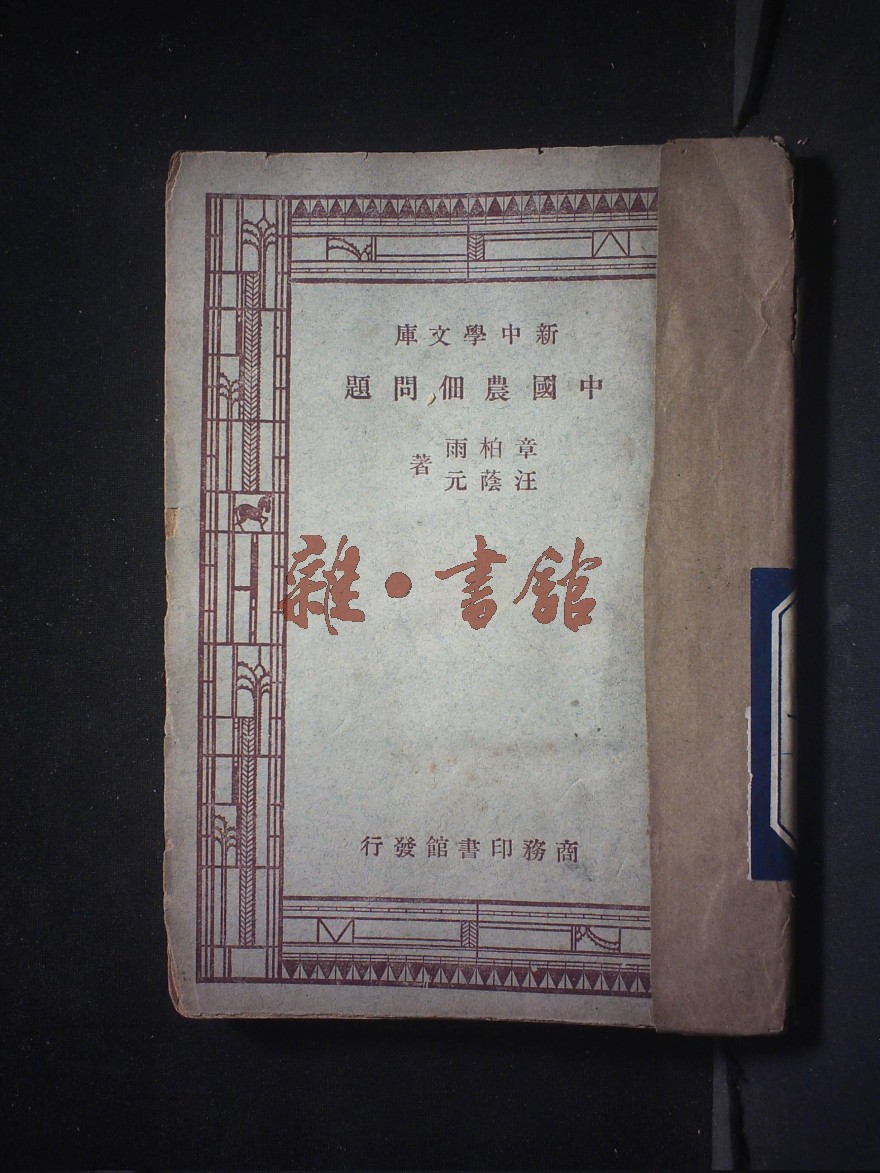 新中學文庫
中國農佃問題
章柏雨
汪蔭元
著
雜·書館
商務印書館發行